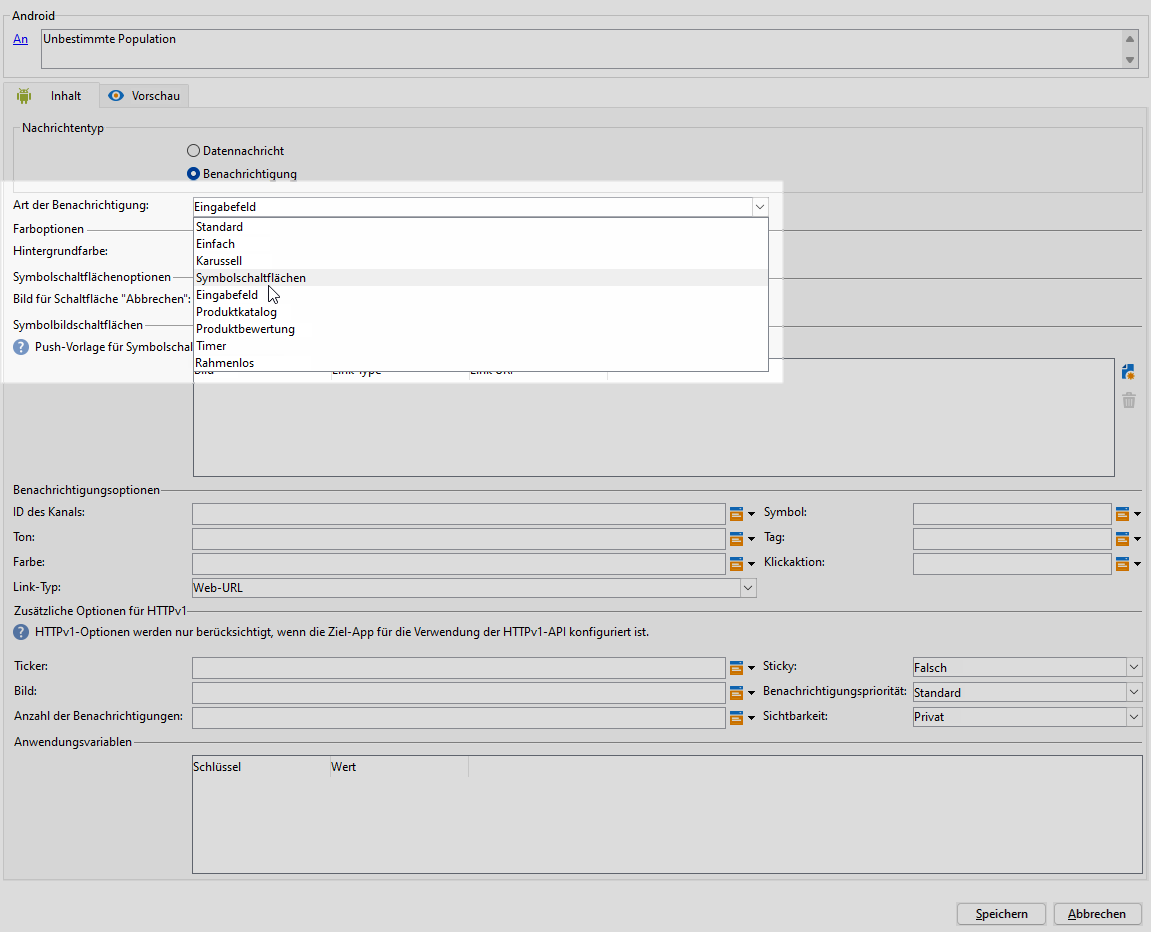 Android
An Unbestimmte Population
Inhalt Vorschau
Nachrichtentyp
Datennachricht
Benachrichtigung
Art der Benachrichtigung: Eingabefeld
Standard
Farboptionen
Einfach
Hintergrundfarbe:
Karussell
Symbolschaltflächenoptionen
Symbolschaltflächen
Bild für Schaltfläche "Abbrechen":
Eingabefeld
Produktkatalog
Symbolbildschaltflächen
Produktbewertung
? Push-Vorlage für Symbolschal
Timer
Rahmenlos
Bild Link-Type Link-URI
Benachrichtigungsoptionen
ID des Kanals: Symbol:
Ton: Tag:
Farbe: Klickaktion:
Link-Typ: Web-URL
Zusätzliche Optionen für HTTPv1
? HTTPv1-Optionen werden nur berücksichtigt, wenn die Ziel-App für die Verwendung der HTTPv1-API konfiguriert ist.
Ticker: Sticky: Falsch
Bild: Benachrichtigungspriorität: Standard
Anzahl der Benachrichtigungen: Sichtbarkeit: Privat
Anwendungsvariablen
Schlüssel Wert
Speichern Abbrechen